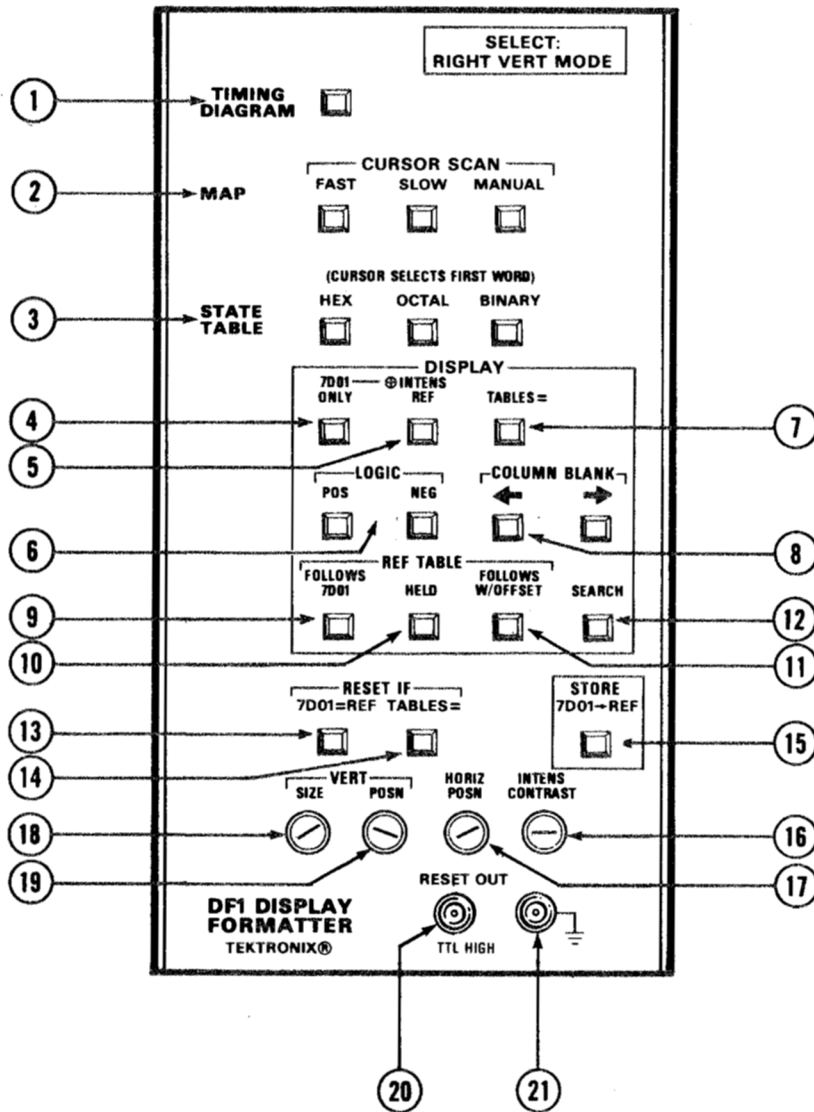 SELECT:
RIGHT VERT MODE
1 TIMING
DIAGRAM
CURSOR SCAN
2 MAP FAST SLOW MANUAL
(CURSOR SELECTS FIRST WORD)
3 STATE
TABLE HEX OCTAL BINARY
DISPLAY
7D01 ⊕INTENS
ONLY REF TABLES=
4
5
7
LOGIC COLUMN BLANK
POS NEG
6
8
REF TABLE
FOLLOWS
7D01 HELD FOLLOWS
W/OFFSET SEARCH
9
10
11
12
RESET IF
7D01=REF TABLES=
STORE
7D01→REF
13
14
15
VERT
SIZE POSN HORIZ
POSN INTENS
CONTRAST
18
19
16
17
RESET OUT
DF1 DISPLAY
FORMATTER
TEKTRONIX®
TTL HIGH
20 21